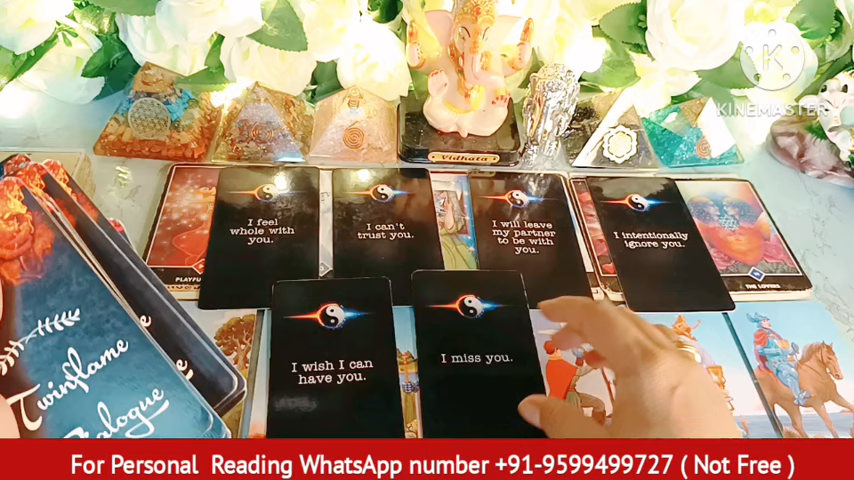 KINEMASTER
Vidhata
I feel
whole with
you.
I can't
trust you.
I will leave
my partner
to be with
you.
I intentionally
ignore you.
PLAYFU
THE LOVERS
I wish I can
have you.
I miss you.
Twinflame
For Personal Reading WhatsApp number +91-9599499727 ( Not Free )